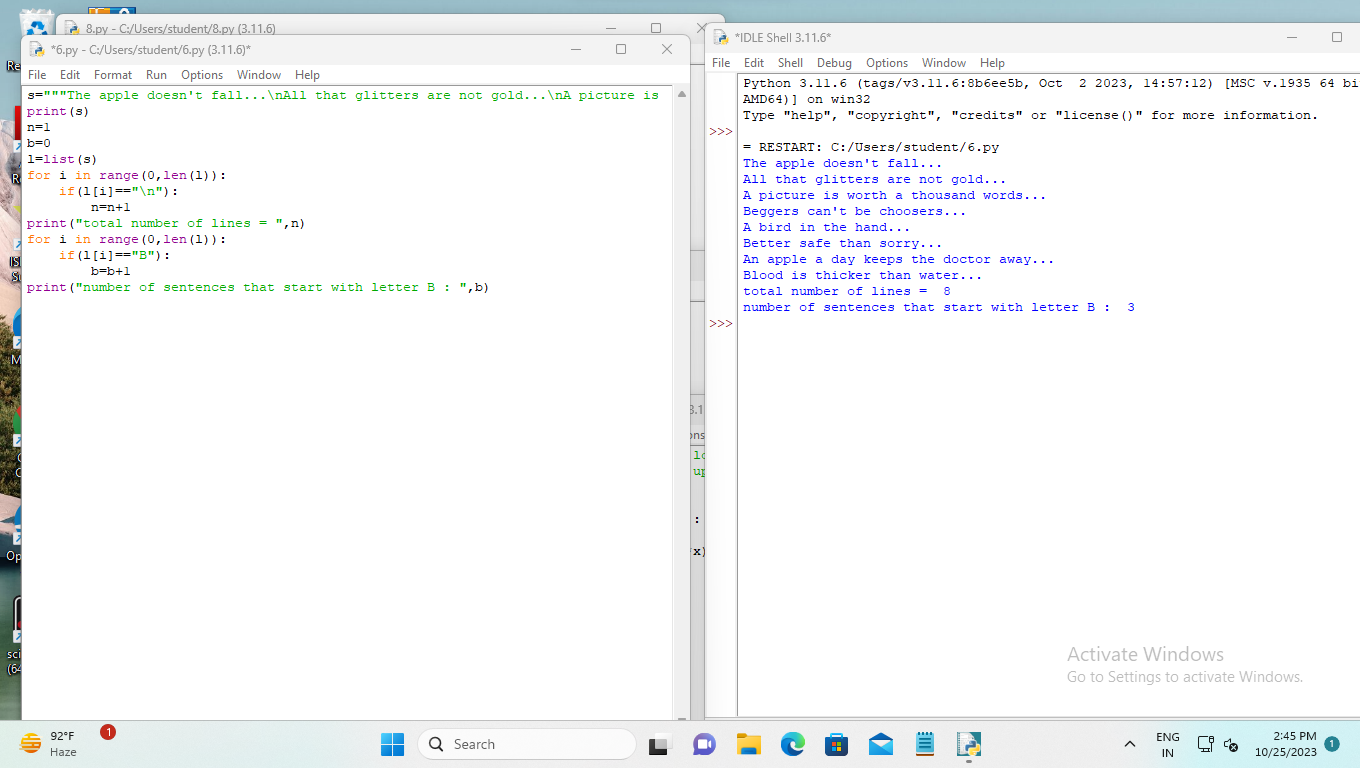 8.py - C:/Users/student/8.py (3.11.6)
*6.py - C:/Users/student/6.py (3.11.6)*
File Edit Format Run Options Window Help
s="""The apple doesn't fall...\nAll that glitters are not gold...\nA picture is
print(s)
n=1
b=0
l=list(s)
for i in range(0,len(l)):
    if(l[i]=="\n"):
        n=n+1
print("total number of lines = ",n)
for i in range(0,len(l)):
    if(l[i]=="B"):
        b=b+1
print("number of sentences that start with letter B : ",b)
*IDLE Shell 3.11.6*
File Edit Shell Debug Options Window Help
Python 3.11.6 (tags/v3.11.6:8b6ee5b, Oct  2 2023, 14:57:12) [MSC v.1935 64 bi
AMD64)] on win32
Type "help", "copyright", "credits" or "license()" for more information.
>>>
= RESTART: C:/Users/student/6.py
The apple doesn't fall...
All that glitters are not gold...
A picture is worth a thousand words...
Beggers can't be choosers...
A bird in the hand...
Better safe than sorry...
An apple a day keeps the doctor away...
Blood is thicker than water...
total number of lines =  8
number of sentences that start with letter B :  3
>>>
Activate Windows
Go to Settings to activate Windows.
92°F
Haze
1
Search
ENG
IN
2:45 PM
10/25/2023
1